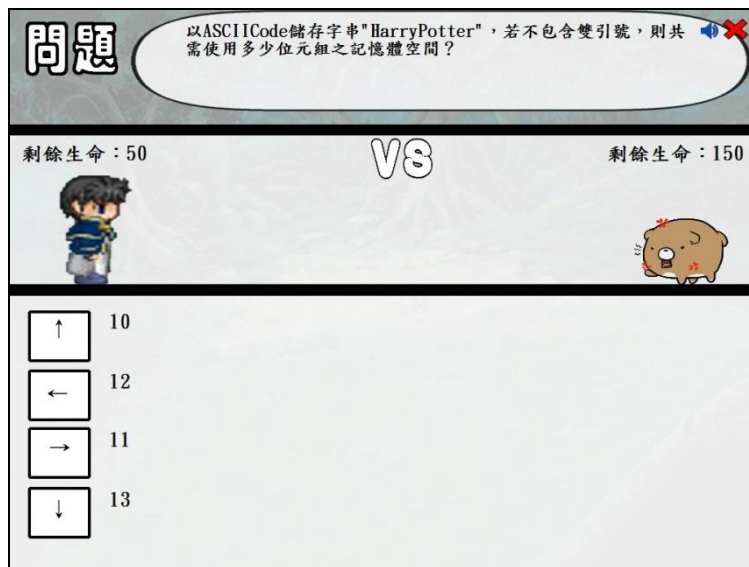 問題
以ASCIICode儲存字串"HarryPotter"，若不包含雙引號，則共
需使用多少位元組之記憶體空間？
剩餘生命：50
VS
剩餘生命：150
↑ 10
← 12
→ 11
↓ 13